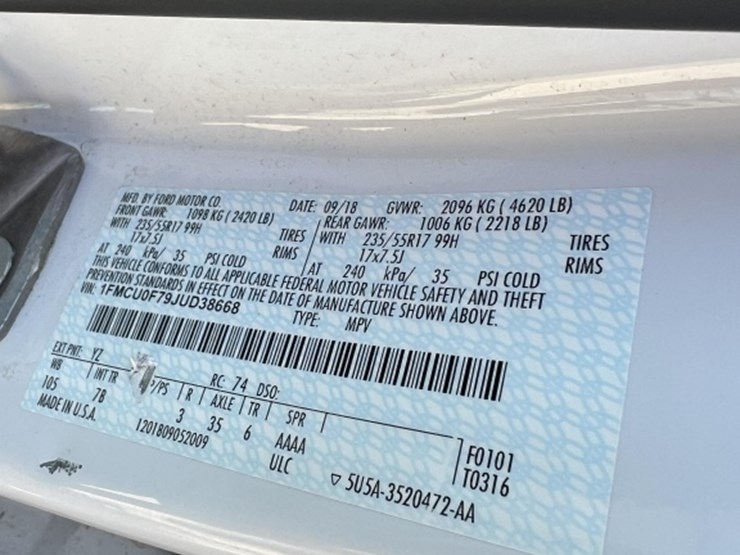 MFD. BY FORD MOTOR CO. DATE: 09/18 GVWR: 2096 KG ( 4620 LB)
FRONT GAWR: 1098 KG ( 2420 LB) REAR GAWR: 1006 KG ( 2218 LB)
WITH 235/55R17 99H TIRES WITH 235/55R17 99H TIRES
17x7.5J RIMS 17x7.5J RIMS
AT 240 kPa/ 35 PSI COLD AT 240 kPa/ 35 PSI COLD
THIS VEHICLE CONFORMS TO ALL APPLICABLE FEDERAL MOTOR VEHICLE SAFETY AND THEFT
PREVENTION STANDARDS IN EFFECT ON THE DATE OF MANUFACTURE SHOWN ABOVE.
VIN: 1FMCU0F79JUD38668
TYPE: MPV
EXT PNT: YZ RC: 74 DSO:
WB INT TR /PS R AXLE TR SPR
105 7B 3 35 6 AAAA F0101
MADE IN U.S.A. 1201809052009 ULC T0316
▽ 5U5A-3520472-AA